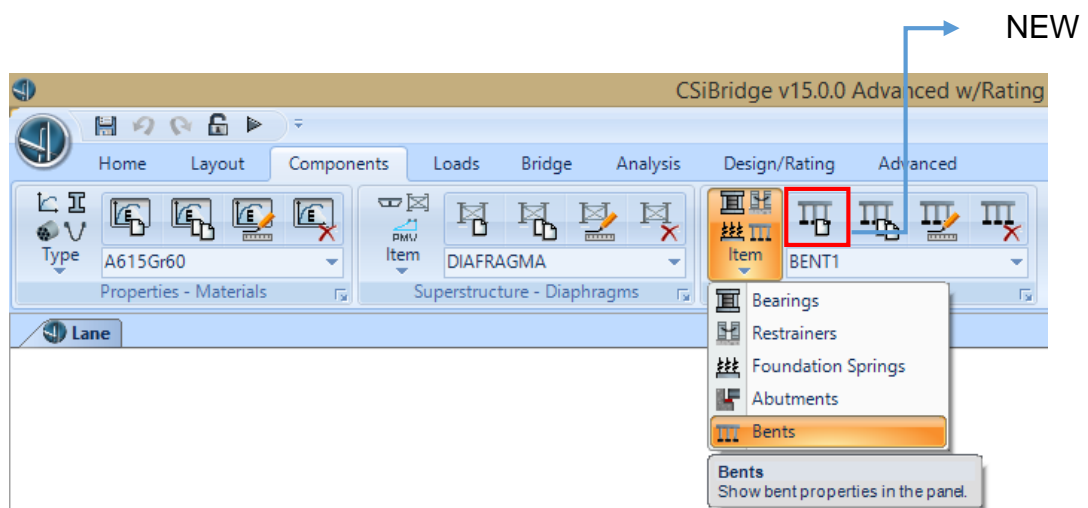 NEW
CSiBridge v15.0.0 Advanced w/Rating
Home Layout Components Loads Bridge Analysis Design/Rating Advanced
E E E E
PMV
Type A615Gr60 Item DIAFRAGMA Item BENT1
Properties - Materials Superstructure - Diaphragms
Lane
Bearings
Restrainers
Foundation Springs
Abutments
Bents
Bents
Show bent properties in the panel.